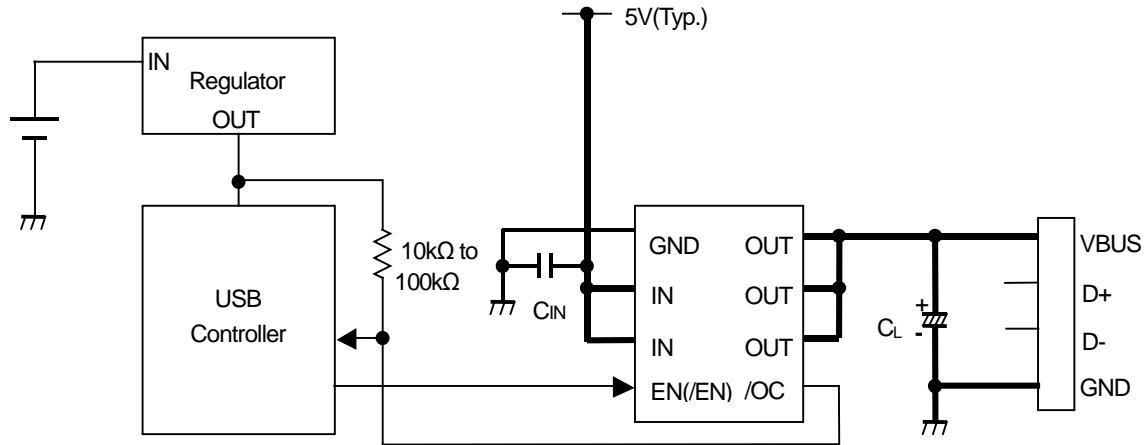 5V(Typ.)
IN
Regulator
OUT
10kΩ to
100kΩ
USB
Controller
CIN
GND OUT
IN OUT
IN OUT
EN(/EN) /OC
+
CL
-
VBUS
D+
D-
GND